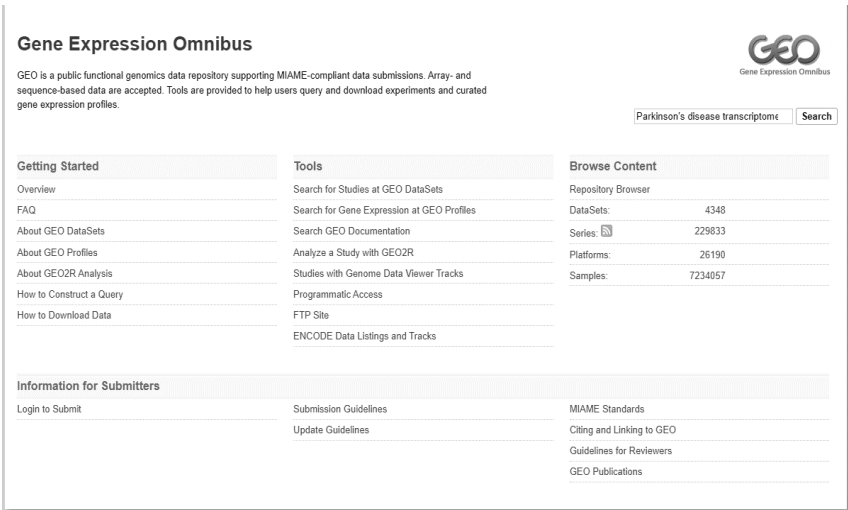 Gene Expression Omnibus
GEO
Gene Expression Omnibus
GEO is a public functional genomics data repository supporting MIAME-compliant data submissions. Array- and
sequence-based data are accepted. Tools are provided to help users query and download experiments and curated
gene expression profiles.
Parkinson's disease transcriptome Search
Getting Started
Overview
FAQ
About GEO DataSets
About GEO Profiles
About GEO2R Analysis
How to Construct a Query
How to Download Data
Tools
Search for Studies at GEO DataSets
Search for Gene Expression at GEO Profiles
Search GEO Documentation
Analyze a Study with GEO2R
Studies with Genome Data Viewer Tracks
Programmatic Access
FTP Site
ENCODE Data Listings and Tracks
Browse Content
Repository Browser
DataSets: 4348
Series: 229833
Platforms: 26190
Samples: 7234057
Information for Submitters
Login to Submit
Submission Guidelines
Update Guidelines
MIAME Standards
Citing and Linking to GEO
Guidelines for Reviewers
GEO Publications